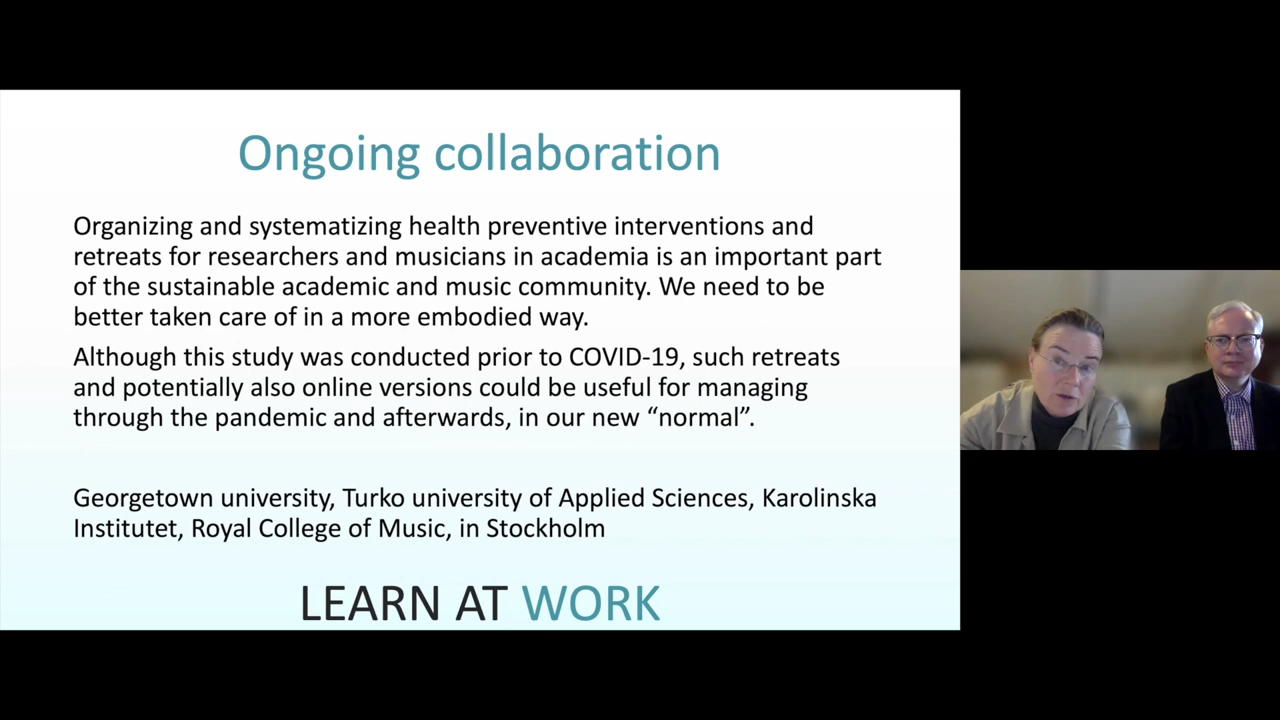 Ongoing collaboration
Organizing and systematizing health preventive interventions and
retreats for researchers and musicians in academia is an important part
of the sustainable academic and music community. We need to be
better taken care of in a more embodied way.
Although this study was conducted prior to COVID-19, such retreats
and potentially also online versions could be useful for managing
through the pandemic and afterwards, in our new “normal”.
Georgetown university, Turko university of Applied Sciences, Karolinska
Institutet, Royal College of Music, in Stockholm
LEARN AT WORK